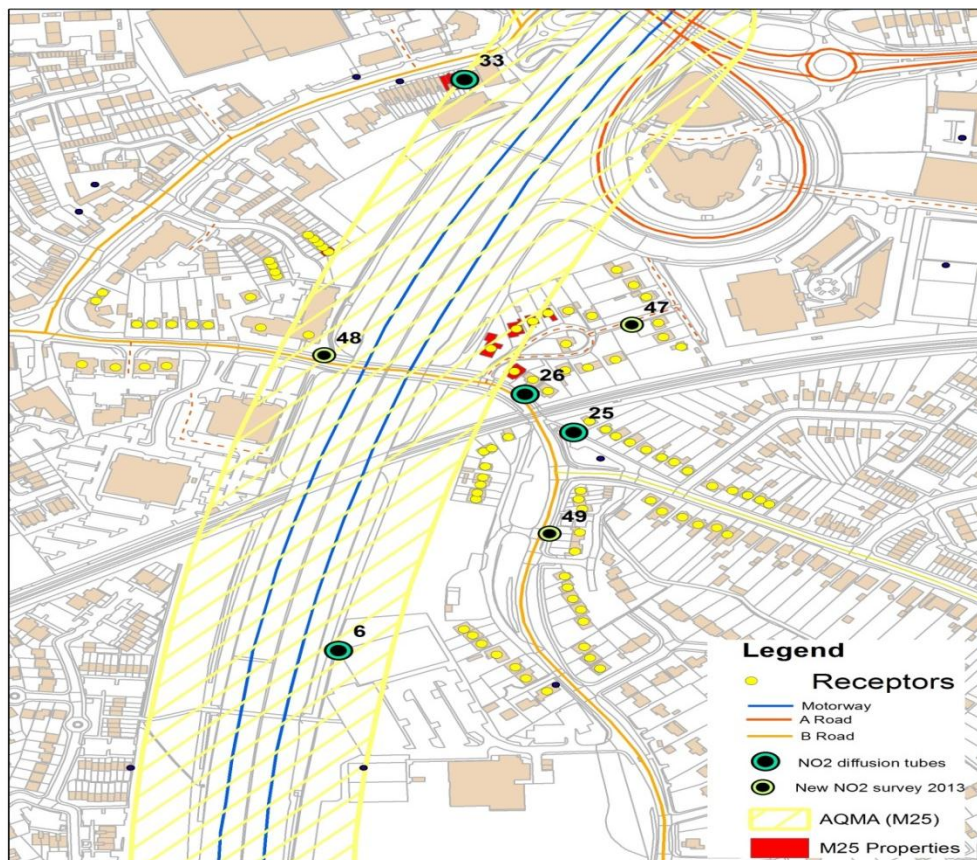 33
47
48
26
25
49
6
Legend
Receptors
Motorway
A Road
B Road
NO2 diffusion tubes
New NO2 survey 2013
AQMA (M25)
M25 Properties